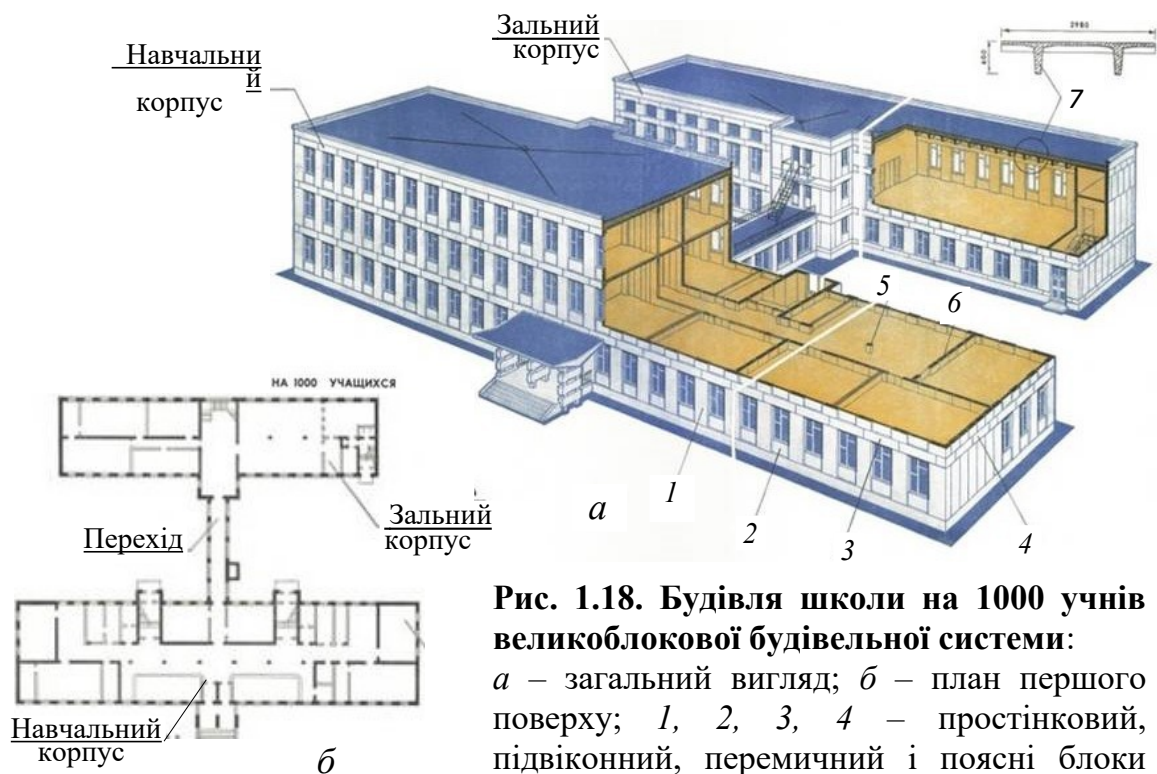 Зальний
корпус
Навчальни
й
корпус
2980
600
7
5
6
НА 1000 УЧАЩИХСЯ
Перехід
Зальний
корпус
Навчальний
корпус
а
1
2
3
4
б
Рис. 1.18. Будівля школи на 1000 учнів
великоблокової будівельної системи:
а – загальний вигляд; б – план першого
поверху; 1, 2, 3, 4 – простінковий,
підвіконний, перемичний і поясні блоки